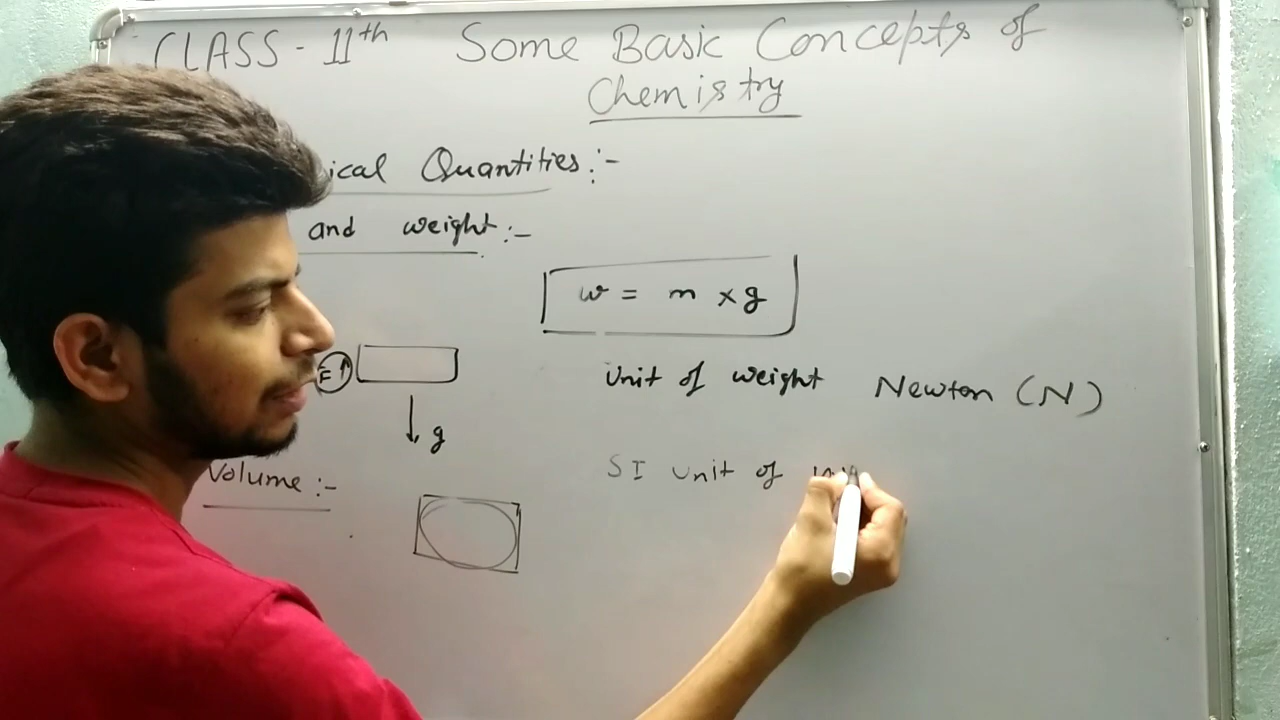 CLASS - 11th Some Basic Concepts of
Chemistry
ical Quantities :-
and weight :-
w = m × g
F↑
Unit of weight Newton (N)
↓ g
Volume :-
SI unit of